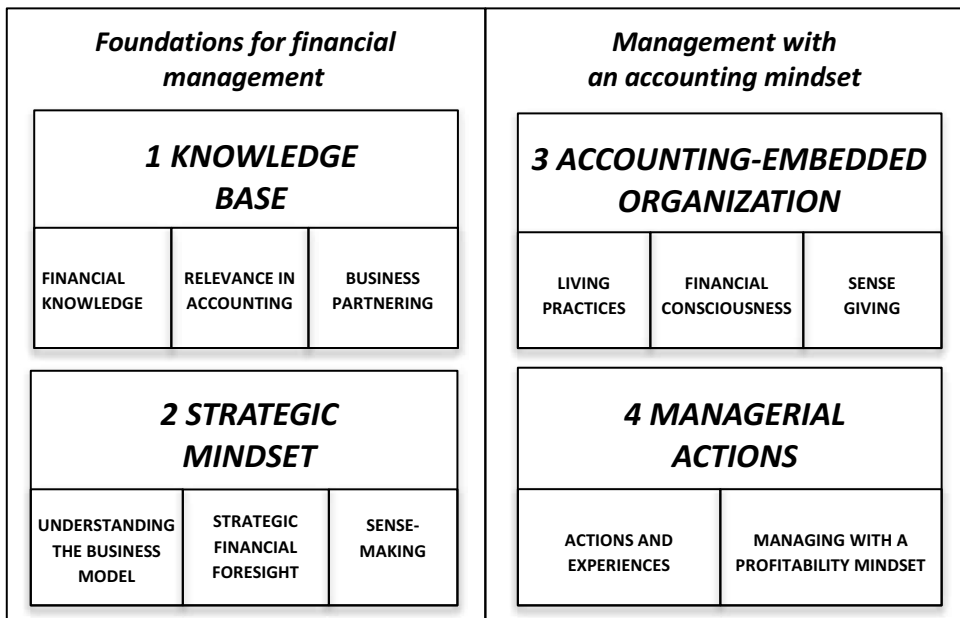 Foundations for financial
management
1 KNOWLEDGE
BASE
FINANCIAL
KNOWLEDGE
RELEVANCE IN
ACCOUNTING
BUSINESS
PARTNERING
2 STRATEGIC
MINDSET
UNDERSTANDING
THE BUSINESS
MODEL
STRATEGIC
FINANCIAL
FORESIGHT
SENSE-
MAKING
Management with
an accounting mindset
3 ACCOUNTING-EMBEDDED
ORGANIZATION
LIVING
PRACTICES
FINANCIAL
CONSCIOUSNESS
SENSE
GIVING
4 MANAGERIAL
ACTIONS
ACTIONS AND
EXPERIENCES
MANAGING WITH A
PROFITABILITY MINDSET